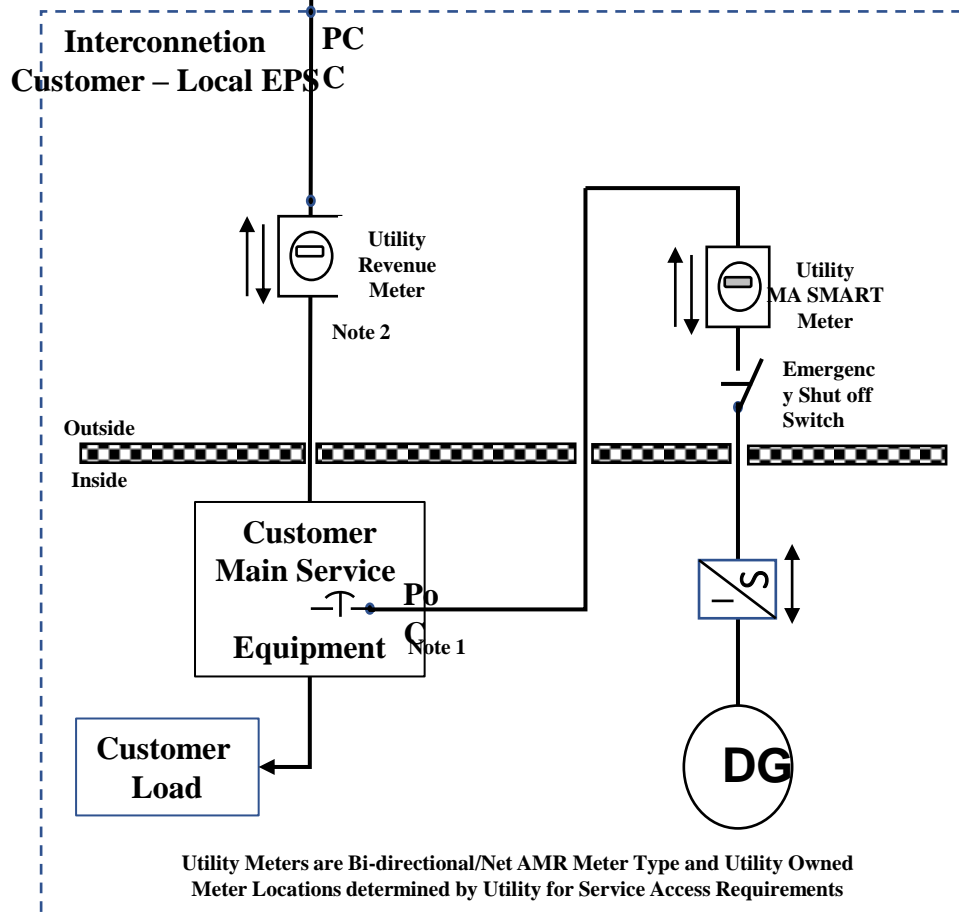 Interconnetion
Customer – Local EPS
PC
C
Utility
Revenue
Meter
Note 2
Utility
MA SMART
Meter
Emergenc
y Shut off
Switch
Outside
Inside
Customer
Main Service
Equipment
Po
C
Note 1
Customer
Load
DG
Utility Meters are Bi-directional/Net AMR Meter Type and Utility Owned
Meter Locations determined by Utility for Service Access Requirements